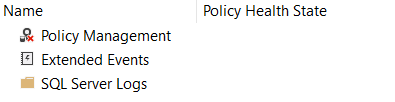 Name Policy Health State
Policy Management
Extended Events
SQL Server Logs